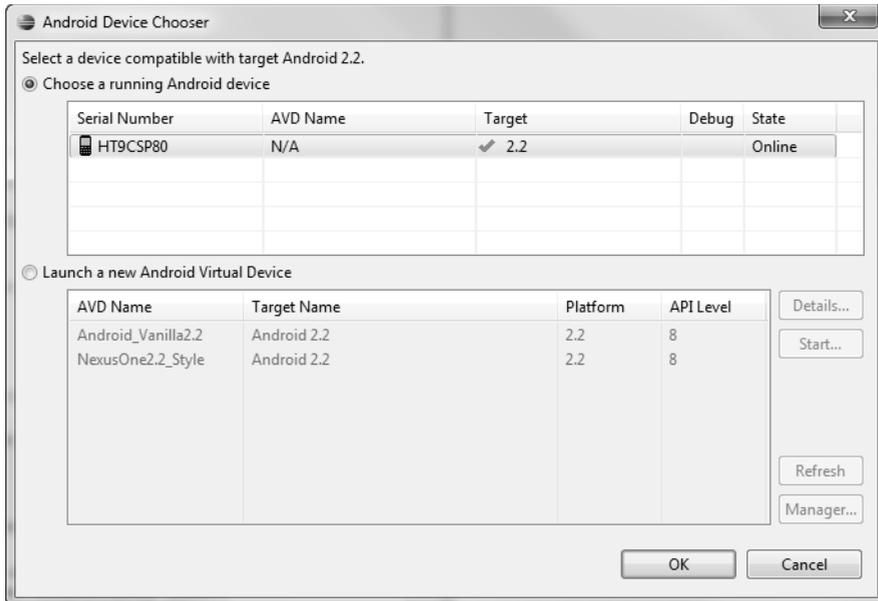 Android Device Chooser
Select a device compatible with target Android 2.2.
Choose a running Android device
Serial Number AVD Name Target Debug State
HT9CSP80 N/A 2.2 Online
Launch a new Android Virtual Device
AVD Name Target Name Platform API Level
Android_Vanilla2.2 Android 2.2 2.2 8
NexusOne2.2_Style Android 2.2 2.2 8
Details...
Start...
Refresh
Manager...
OK Cancel